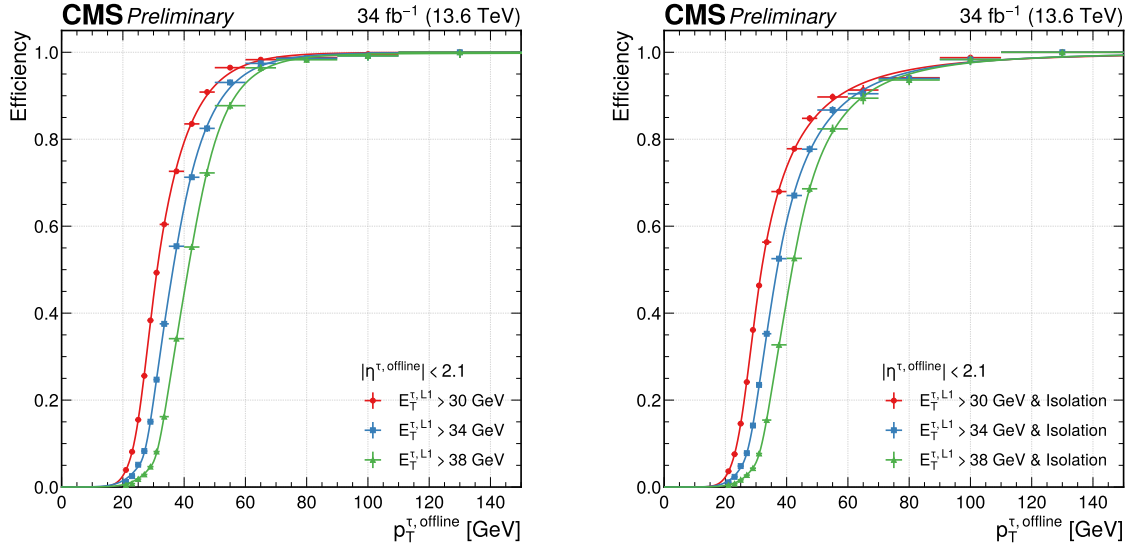 CMS Preliminary 34 fb⁻¹ (13.6 TeV)
Efficiency
1.0
0.8
0.6
0.4
0.2
0.0
|η^τ, offline| < 2.1
E_T^τ, L1 > 30 GeV
E_T^τ, L1 > 34 GeV
E_T^τ, L1 > 38 GeV
0 20 40 60 80 100 120 140
p_T^τ, offline [GeV]
CMS Preliminary 34 fb⁻¹ (13.6 TeV)
Efficiency
1.0
0.8
0.6
0.4
0.2
0.0
|η^τ, offline| < 2.1
E_T^τ, L1 > 30 GeV & Isolation
E_T^τ, L1 > 34 GeV & Isolation
E_T^τ, L1 > 38 GeV & Isolation
0 20 40 60 80 100 120 140
p_T^τ, offline [GeV]